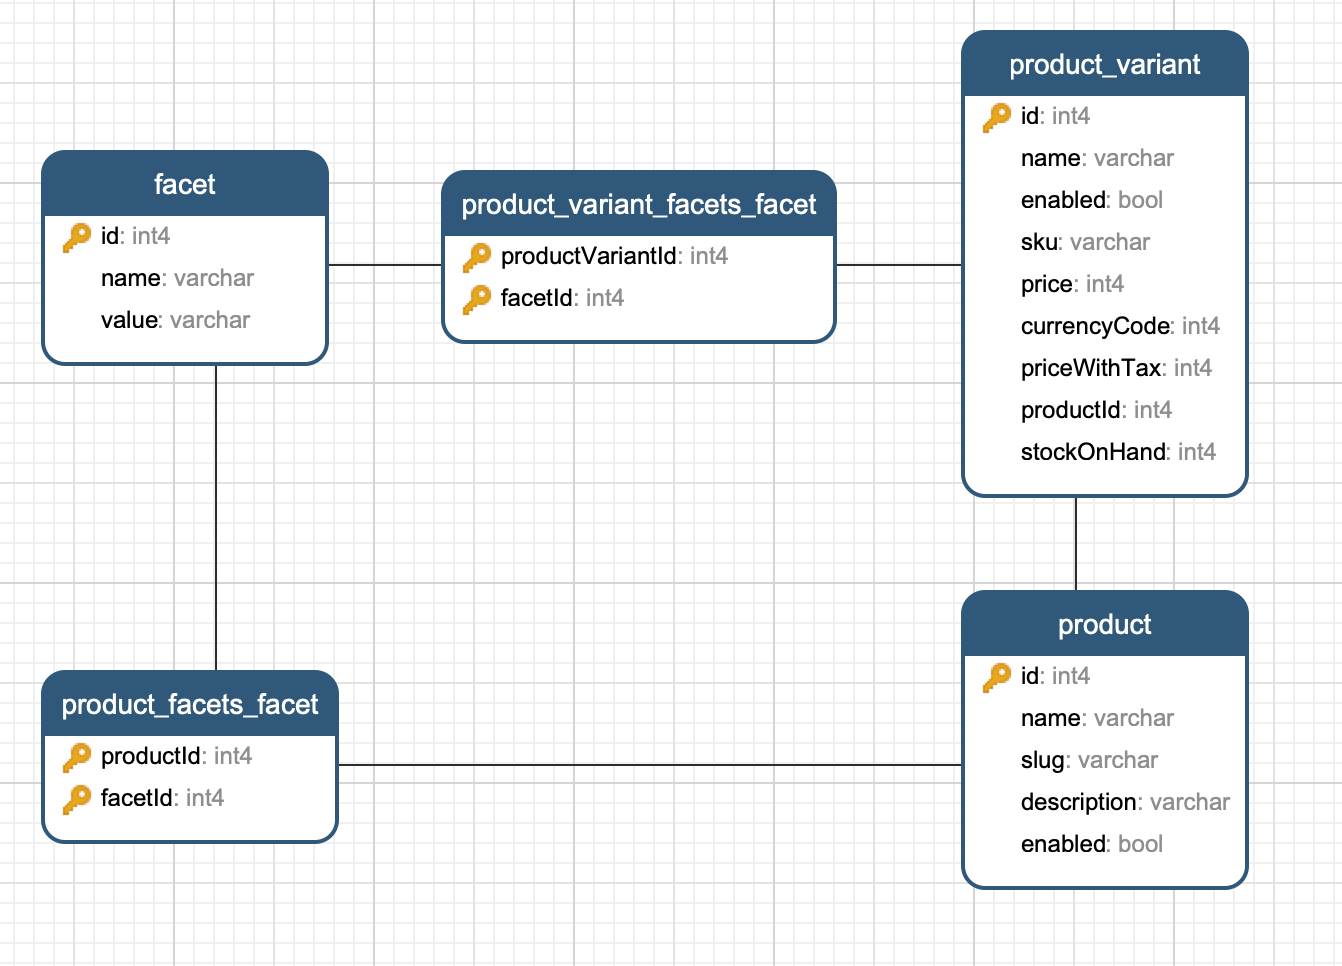 facet
id: int4
name: varchar
value: varchar
product_variant_facets_facet
productVariantId: int4
facetId: int4
product_variant
id: int4
name: varchar
enabled: bool
sku: varchar
price: int4
currencyCode: int4
priceWithTax: int4
productId: int4
stockOnHand: int4
product_facets_facet
productId: int4
facetId: int4
product
id: int4
name: varchar
slug: varchar
description: varchar
enabled: bool